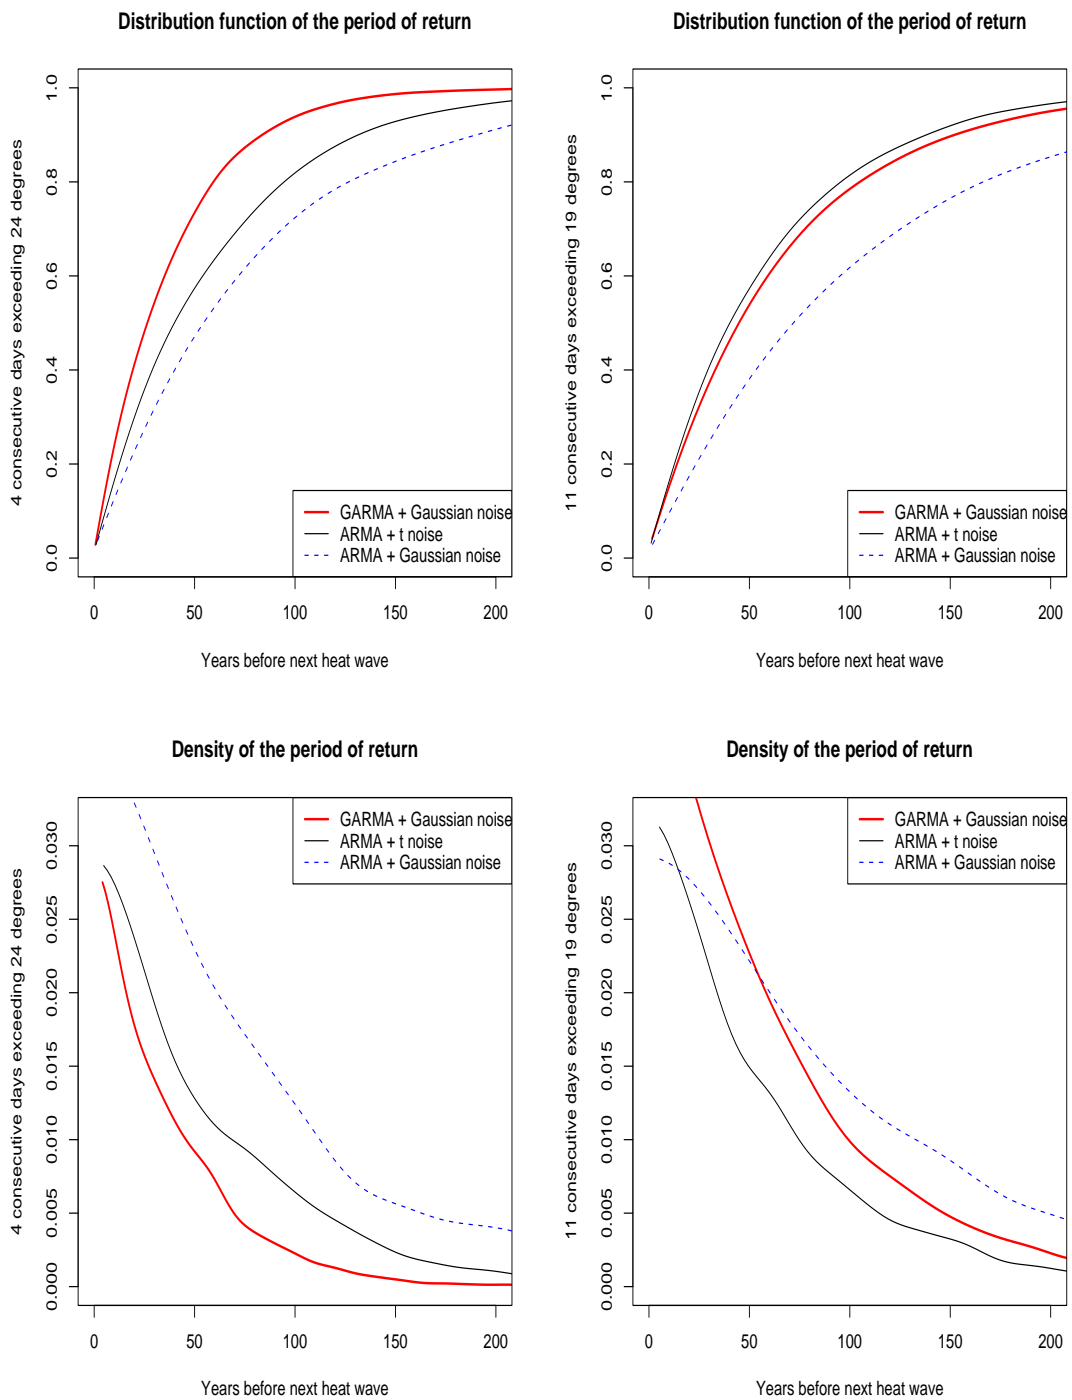 Distribution function of the period of return
4 consecutive days exceeding 24 degrees
1.0
0.8
0.6
0.4
0.2
0.0
GARMA + Gaussian noise
ARMA + t noise
ARMA + Gaussian noise
0 50 100 150 200
Years before next heat wave
Distribution function of the period of return
11 consecutive days exceeding 19 degrees
1.0
0.8
0.6
0.4
0.2
0.0
GARMA + Gaussian noise
ARMA + t noise
ARMA + Gaussian noise
0 50 100 150 200
Years before next heat wave
Density of the period of return
4 consecutive days exceeding 24 degrees
0.030
0.025
0.020
0.015
0.010
0.005
0.000
GARMA + Gaussian noise
ARMA + t noise
ARMA + Gaussian noise
0 50 100 150 200
Years before next heat wave
Density of the period of return
11 consecutive days exceeding 19 degrees
0.030
0.025
0.020
0.015
0.010
0.005
0.000
GARMA + Gaussian noise
ARMA + t noise
ARMA + Gaussian noise
0 50 100 150 200
Years before next heat wave